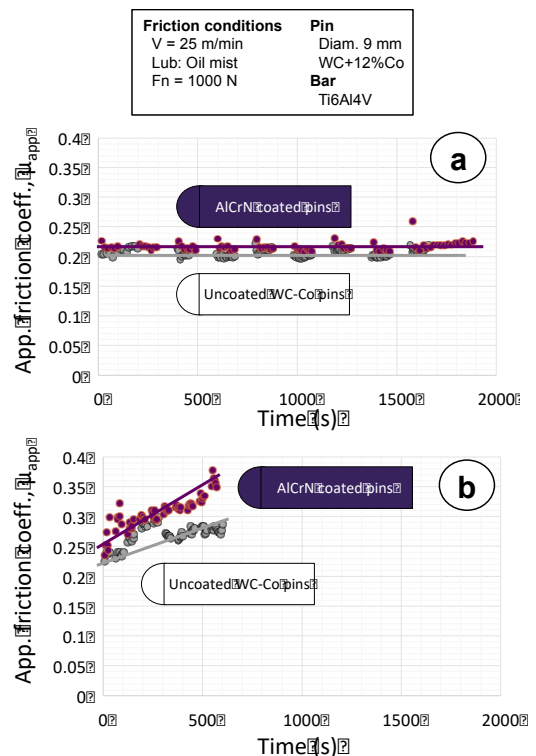 Friction conditions
V = 25 m/min
Lub: Oil mist
Fn = 1000 N
Pin
Diam. 9 mm
WC+12%Co
Bar
Ti6Al4V
a
App. friction coeff., μapp
0.4
0.35
0.3
0.25
0.2
0.15
0.1
0.05
0
AlCrN coated pins
Uncoated WC-Co pins
0 500 1000 1500 2000
Time (s)
b
App. friction coeff., μapp
0.4
0.35
0.3
0.25
0.2
0.15
0.1
0.05
0
AlCrN coated pins
Uncoated WC-Co pins
0 500 1000 1500 2000
Time (s)